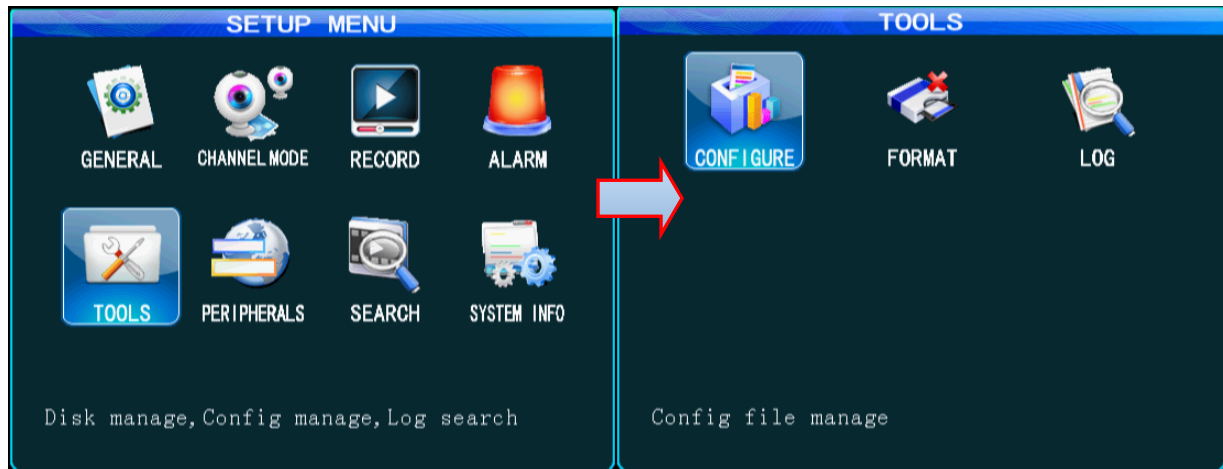 SETUP MENU
GENERAL CHANNEL MODE RECORD ALARM
TOOLS PERIPHERALS SEARCH SYSTEM INFO
Disk manage,Config manage,Log search
TOOLS
CONFIGURE FORMAT LOG
Config file manage